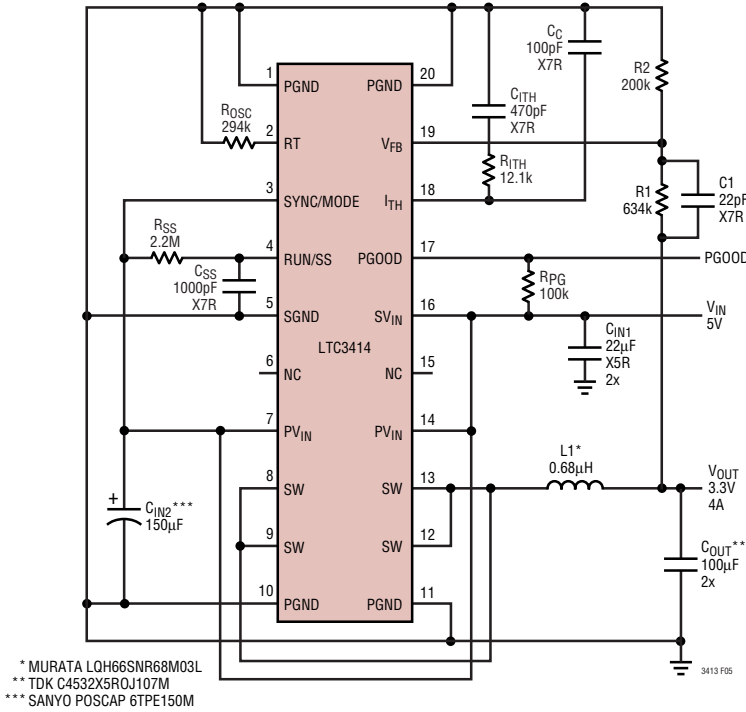 R_OSC
294k
C_ITH
470pF
X7R
C_C
100pF
X7R
R2
200k
R_ITH
12.1k
R1
634k
C1
22pF
X7R
R_SS
2.2M
C_SS
1000pF
X7R
R_PG
100k
PGOOD
V_IN
5V
C_IN1
22µF
X5R
2x
1 PGND
2 RT
3 SYNC/MODE
4 RUN/SS
5 SGND
6 NC
7 PV_IN
8 SW
9 SW
10 PGND
LTC3414
20 PGND
19 V_FB
18 I_TH
17 PGOOD
16 SV_IN
15 NC
14 PV_IN
13 SW
12 SW
11 PGND
L1*
0.68µH
V_OUT
3.3V
4A
+
C_IN2***
150µF
C_OUT**
100µF
2x
3413 F05
* MURATA LQH66SNR68M03L
** TDK C4532X5ROJ107M
*** SANYO POSCAP 6TPE150M